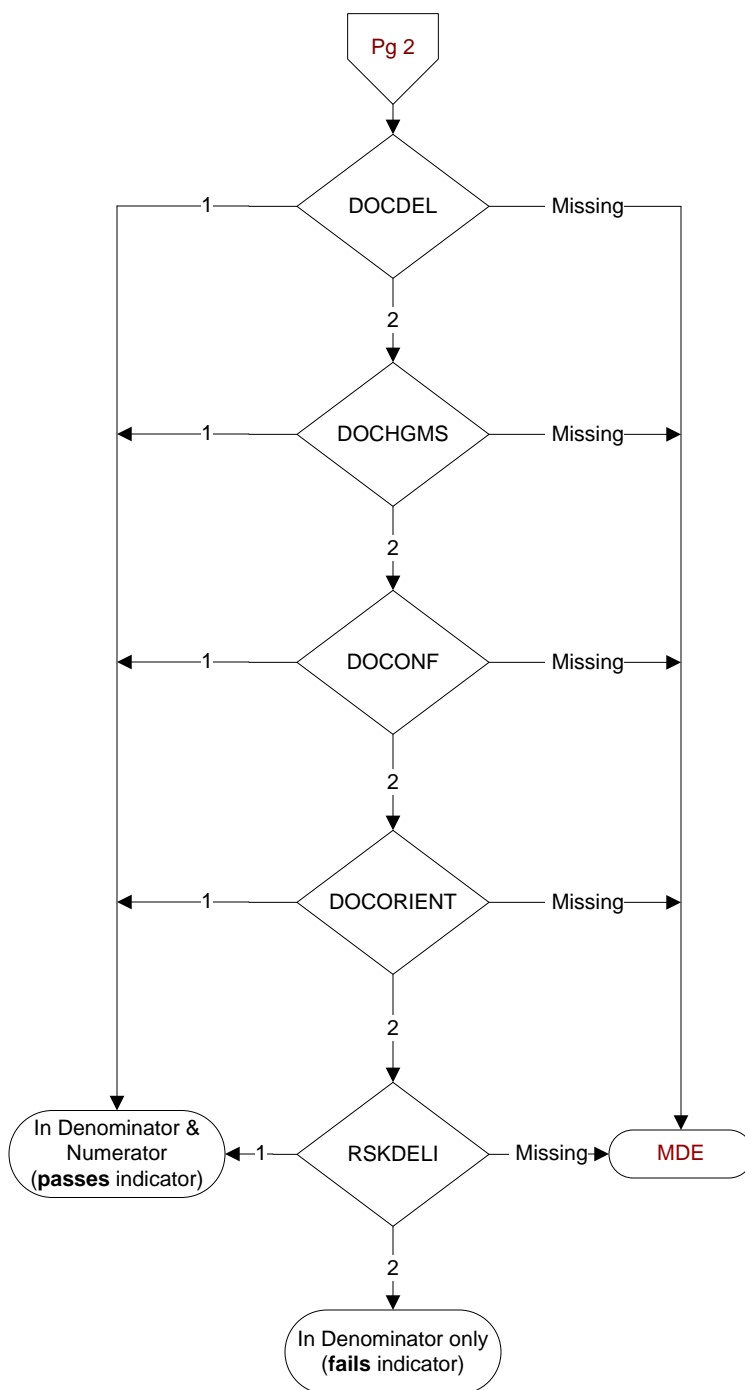 Pg 2
DOCDEL
1
Missing
2
DOCHGMS
1
Missing
2
DOCONF
1
Missing
2
DOCORIENT
1
Missing
2
In Denominator &
Numerator
(passes indicator)
1
RSKDELI
Missing
MDE
2
In Denominator only
(fails indicator)